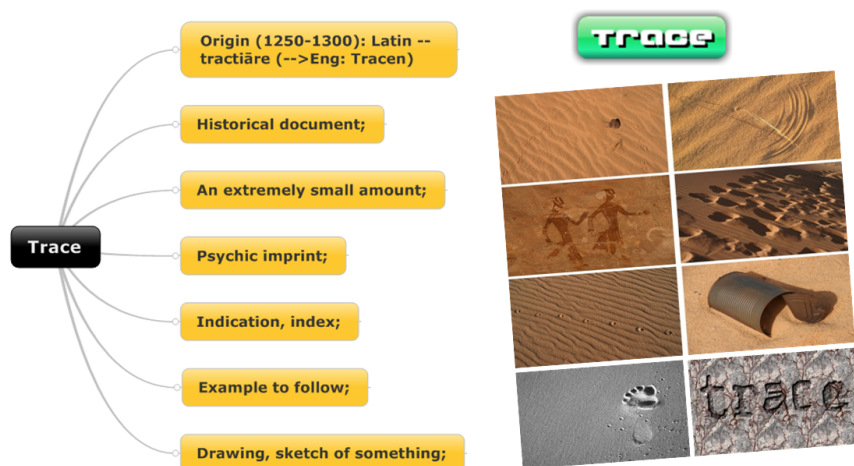 Trace
Origin (1250-1300): Latin --
tractiāre (-->Eng: Tracen)
Historical document;
An extremely small amount;
Psychic imprint;
Indication, index;
Example to follow;
Drawing, sketch of something;
Trace
trace